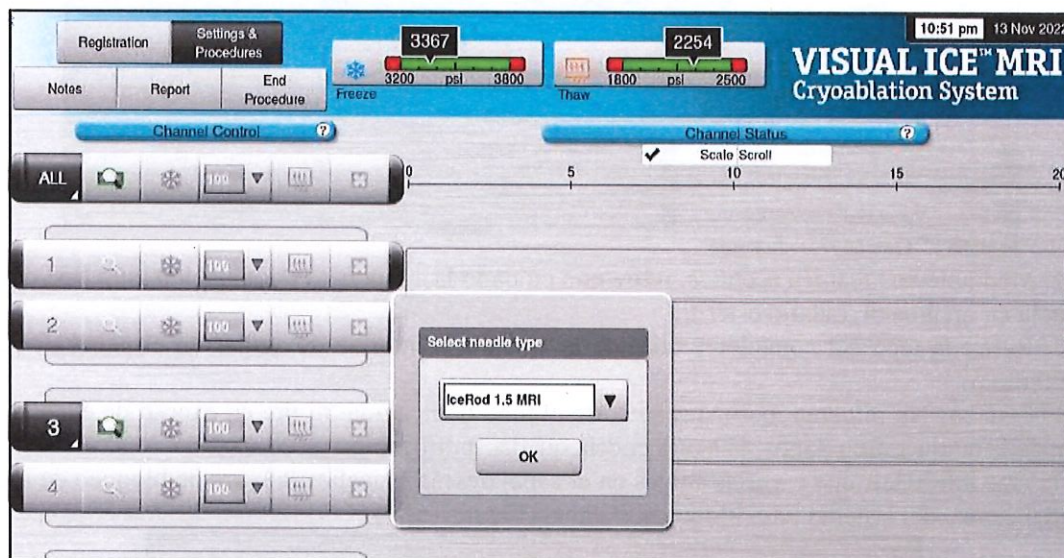 Registration
Settings &
Procedures
Notes
Report
End
Procedure
3367
3200 psi 3800
Freeze
2254
1800 psi 2500
Thaw
10:51 pm 13 Nov 2022
VISUAL ICE™ MRI
Cryoablation System
Channel Control ?
Channel Status ?
✔ Scale Scroll
ALL 100
0 5 10 15 20
1 100
2 100
3 100
4 100
Select needle type
IceRod 1.5 MRI
OK